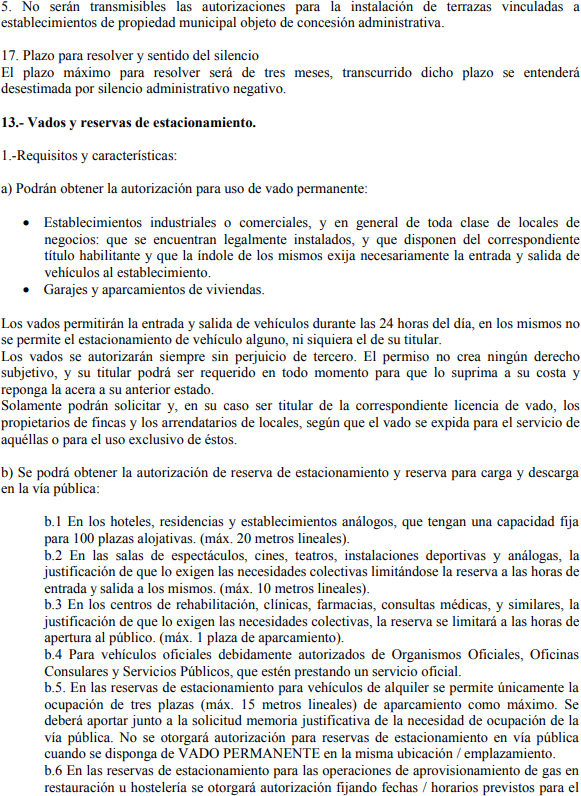 5. No serán transmisibles las autorizaciones para la instalación de terrazas vinculadas a
establecimientos de propiedad municipal objeto de concesión administrativa.
17. Plazo para resolver y sentido del silencio
El plazo máximo para resolver será de tres meses, transcurrido dicho plazo se entenderá
desestimada por silencio administrativo negativo.
13.- Vados y reservas de estacionamiento.
1.-Requisitos y características:
a) Podrán obtener la autorización para uso de vado permanente:
• Establecimientos industriales o comerciales, y en general de toda clase de locales de
negocios: que se encuentran legalmente instalados, y que disponen del correspondiente
título habilitante y que la índole de los mismos exija necesariamente la entrada y salida de
vehículos al establecimiento.
• Garajes y aparcamientos de viviendas.
Los vados permitirán la entrada y salida de vehículos durante las 24 horas del día, en los mismos no
se permite el estacionamiento de vehículo alguno, ni siquiera el de su titular.
Los vados se autorizarán siempre sin perjuicio de tercero. El permiso no crea ningún derecho
subjetivo, y su titular podrá ser requerido en todo momento para que lo suprima a su costa y
reponga la acera a su anterior estado.
Solamente podrán solicitar y, en su caso ser titular de la correspondiente licencia de vado, los
propietarios de fincas y los arrendatarios de locales, según que el vado se expida para el servicio de
aquéllas o para el uso exclusivo de éstos.
b) Se podrá obtener la autorización de reserva de estacionamiento y reserva para carga y descarga
en la vía pública:
b.1 En los hoteles, residencias y establecimientos análogos, que tengan una capacidad fija
para 100 plazas alojativas. (máx. 20 metros lineales).
b.2 En las salas de espectáculos, cines, teatros, instalaciones deportivas y análogas, la
justificación de que lo exigen las necesidades colectivas limitándose la reserva a las horas de
entrada y salida a los mismos. (máx. 10 metros lineales).
b.3 En los centros de rehabilitación, clínicas, farmacias, consultas médicas, y similares, la
justificación de que lo exigen las necesidades colectivas, la reserva se limitará a las horas de
apertura al público. (máx. 1 plaza de aparcamiento).
b.4 Para vehículos oficiales debidamente autorizados de Organismos Oficiales, Oficinas
Consulares y Servicios Públicos, que estén prestando un servicio oficial.
b.5. En las reservas de estacionamiento para vehículos de alquiler se permite únicamente la
ocupación de tres plazas (máx. 15 metros lineales) de aparcamiento como máximo. Se
deberá aportar junto a la solicitud memoria justificativa de la necesidad de ocupación de la
vía pública. No se otorgará autorización para reservas de estacionamiento en vía pública
cuando se disponga de VADO PERMANENTE en la misma ubicación / emplazamiento.
b.6 En las reservas de estacionamiento para las operaciones de aprovisionamiento de gas en
restauración u hostelería se otorgará autorización fijando fechas / horarios previstos para el